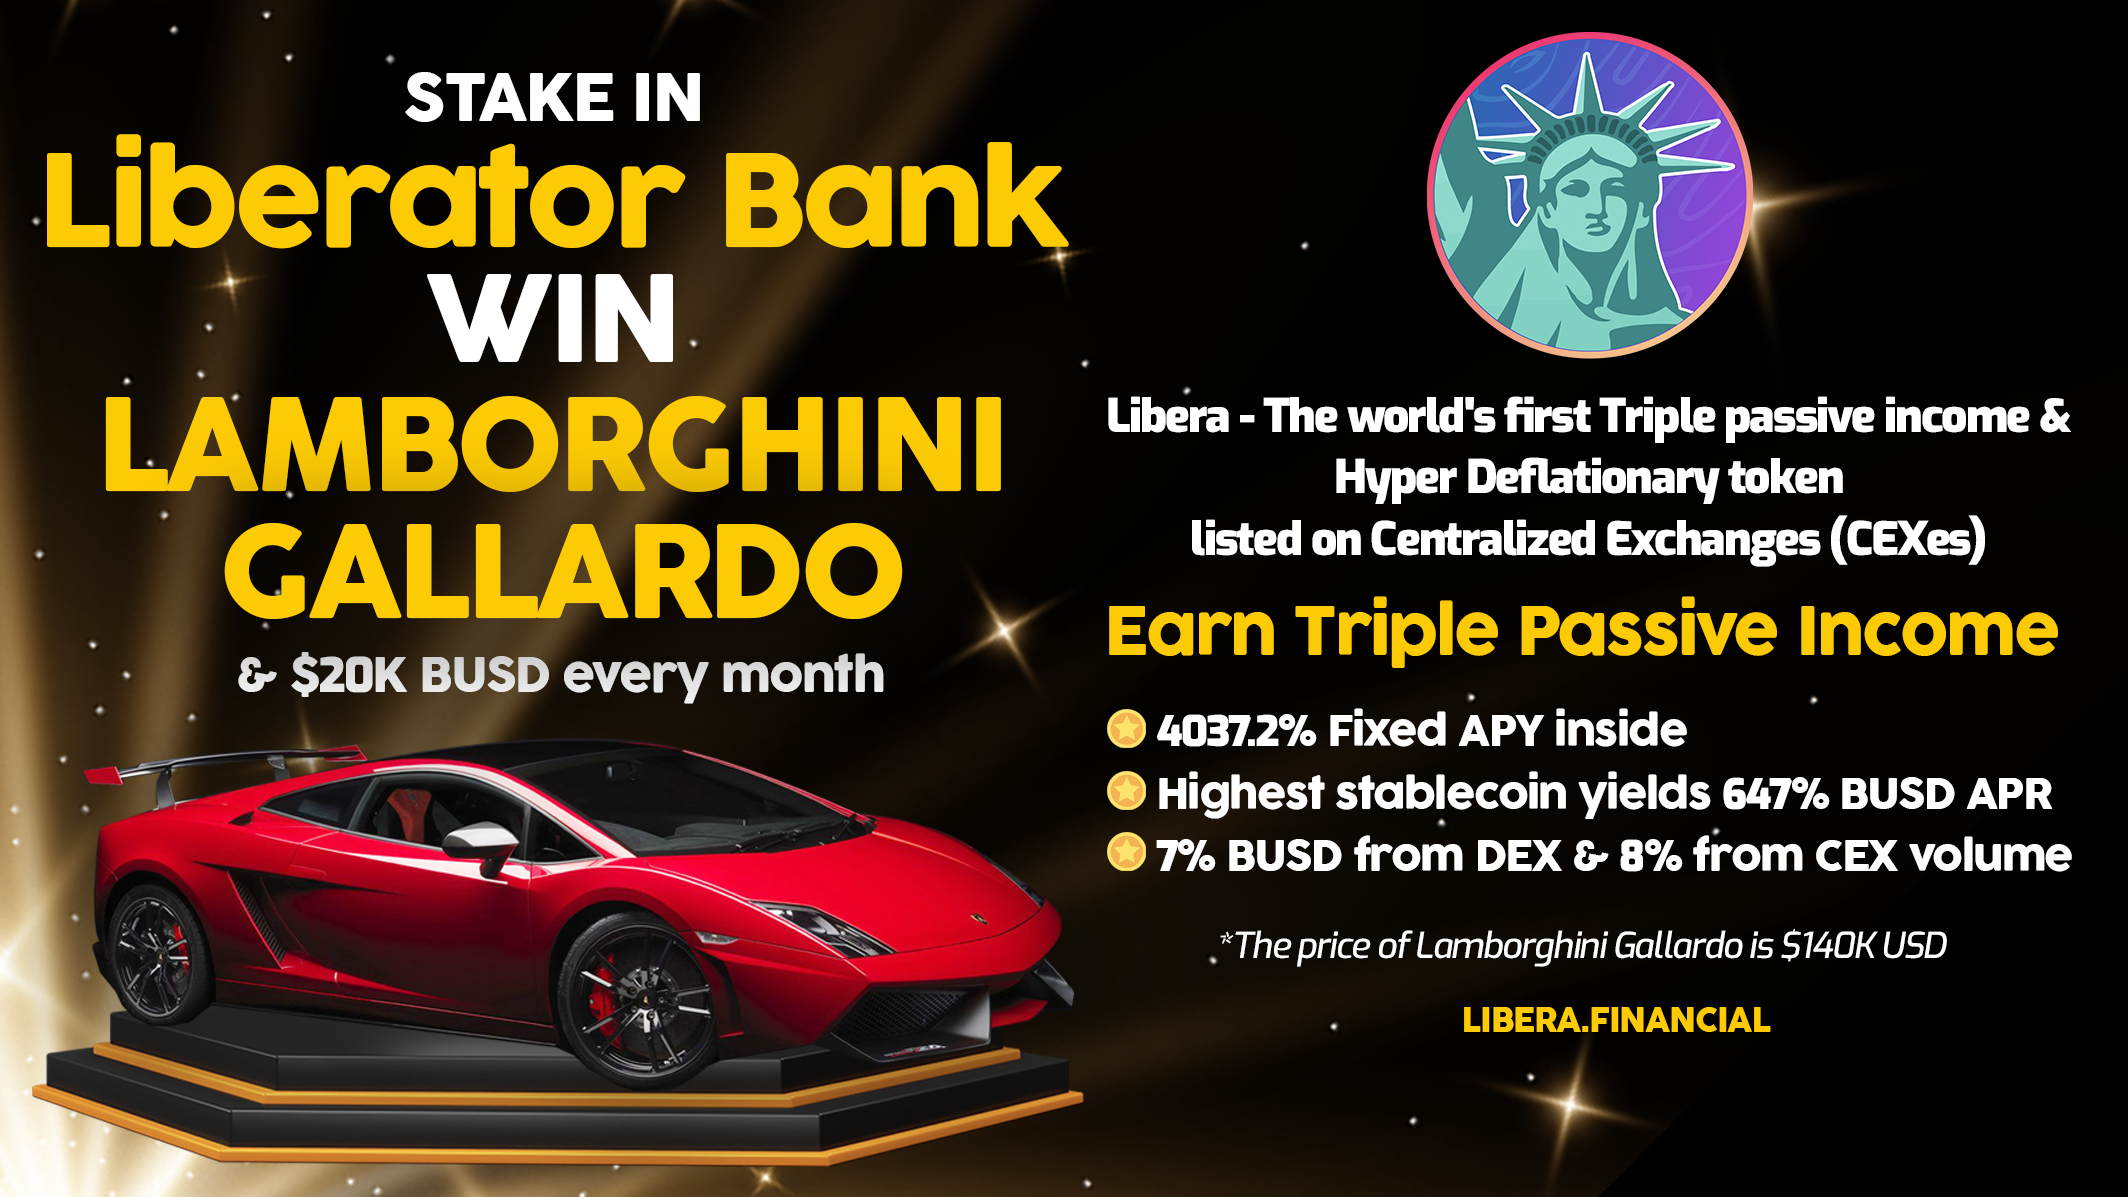 STAKE IN
Liberator Bank
WIN
LAMBORGHINI
GALLARDO
& $20K BUSD every month
Libera - The world's first Triple passive income &
Hyper Deflationary token
listed on Centralized Exchanges (CEXes)
Earn Triple Passive Income
4037.2% Fixed APY inside
Highest stablecoin yields 647% BUSD APR
7% BUSD from DEX & 8% from CEX volume
*The price of Lamborghini Gallardo is $140K USD
LIBERA.FINANCIAL